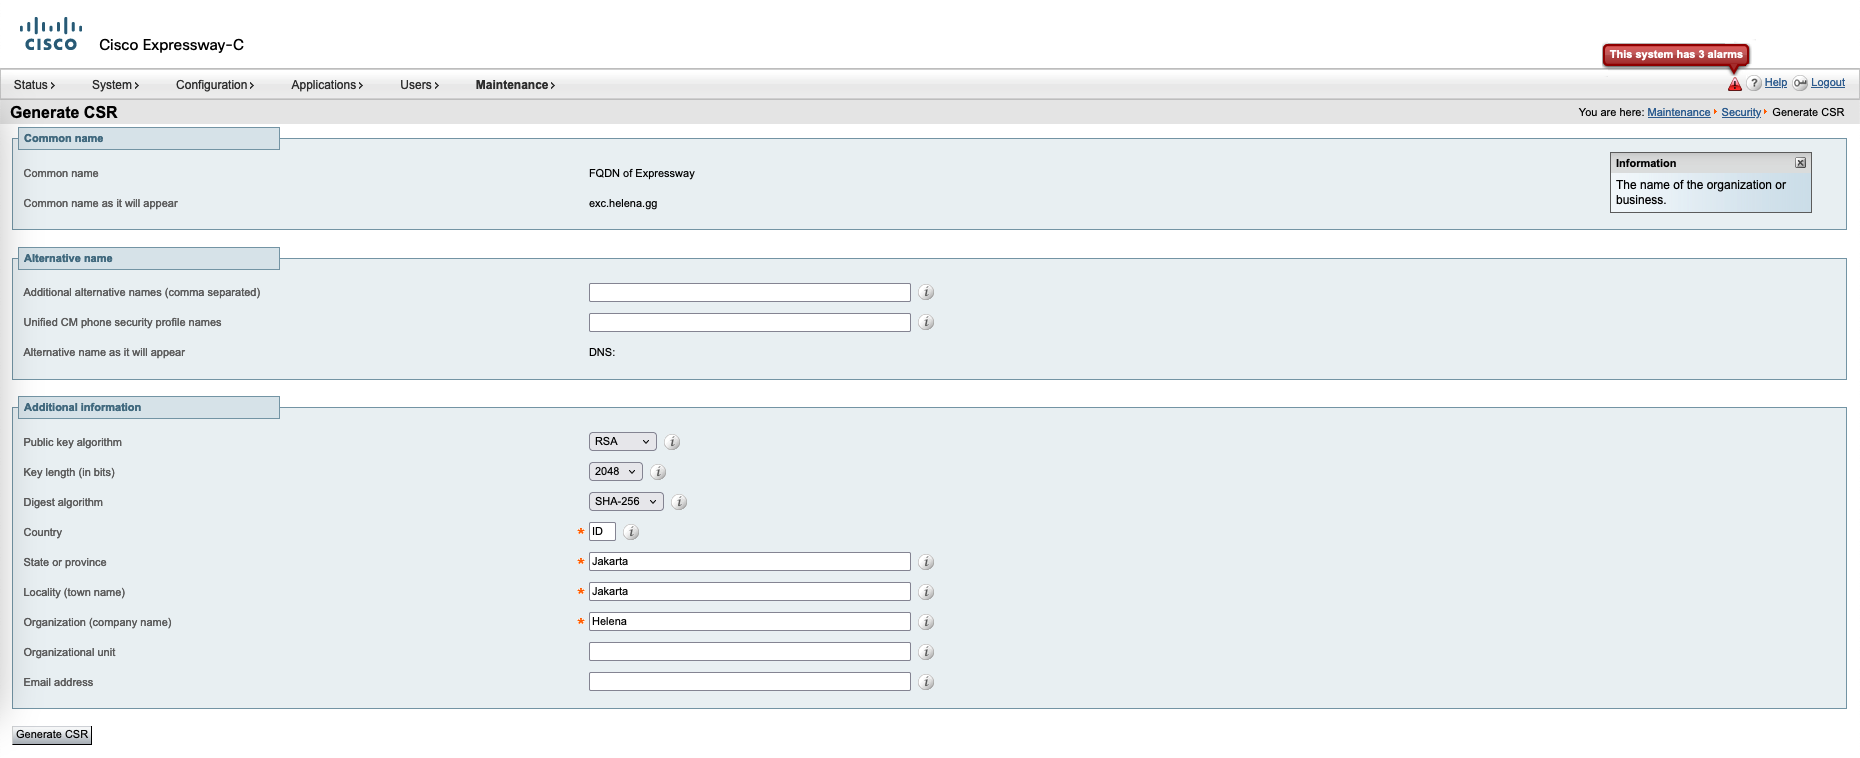 CISCO
Cisco Expressway-C
This system has 3 alarms
Status System Configuration Applications Users Maintenance ? Help Logout
Generate CSR
You are here: Maintenance Security Generate CSR
Common name
Common name FQDN of Expressway
Common name as it will appear exc.helena.gg
Information x
The name of the organization or
business.
Alternative name
Additional alternative names (comma separated) i
Unified CM phone security profile names i
Alternative name as it will appear DNS:
Additional information
Public key algorithm RSA i
Key length (in bits) 2048 i
Digest algorithm SHA-256 i
Country * ID i
State or province * Jakarta i
Locality (town name) * Jakarta i
Organization (company name) * Helena i
Organizational unit i
Email address i
Generate CSR